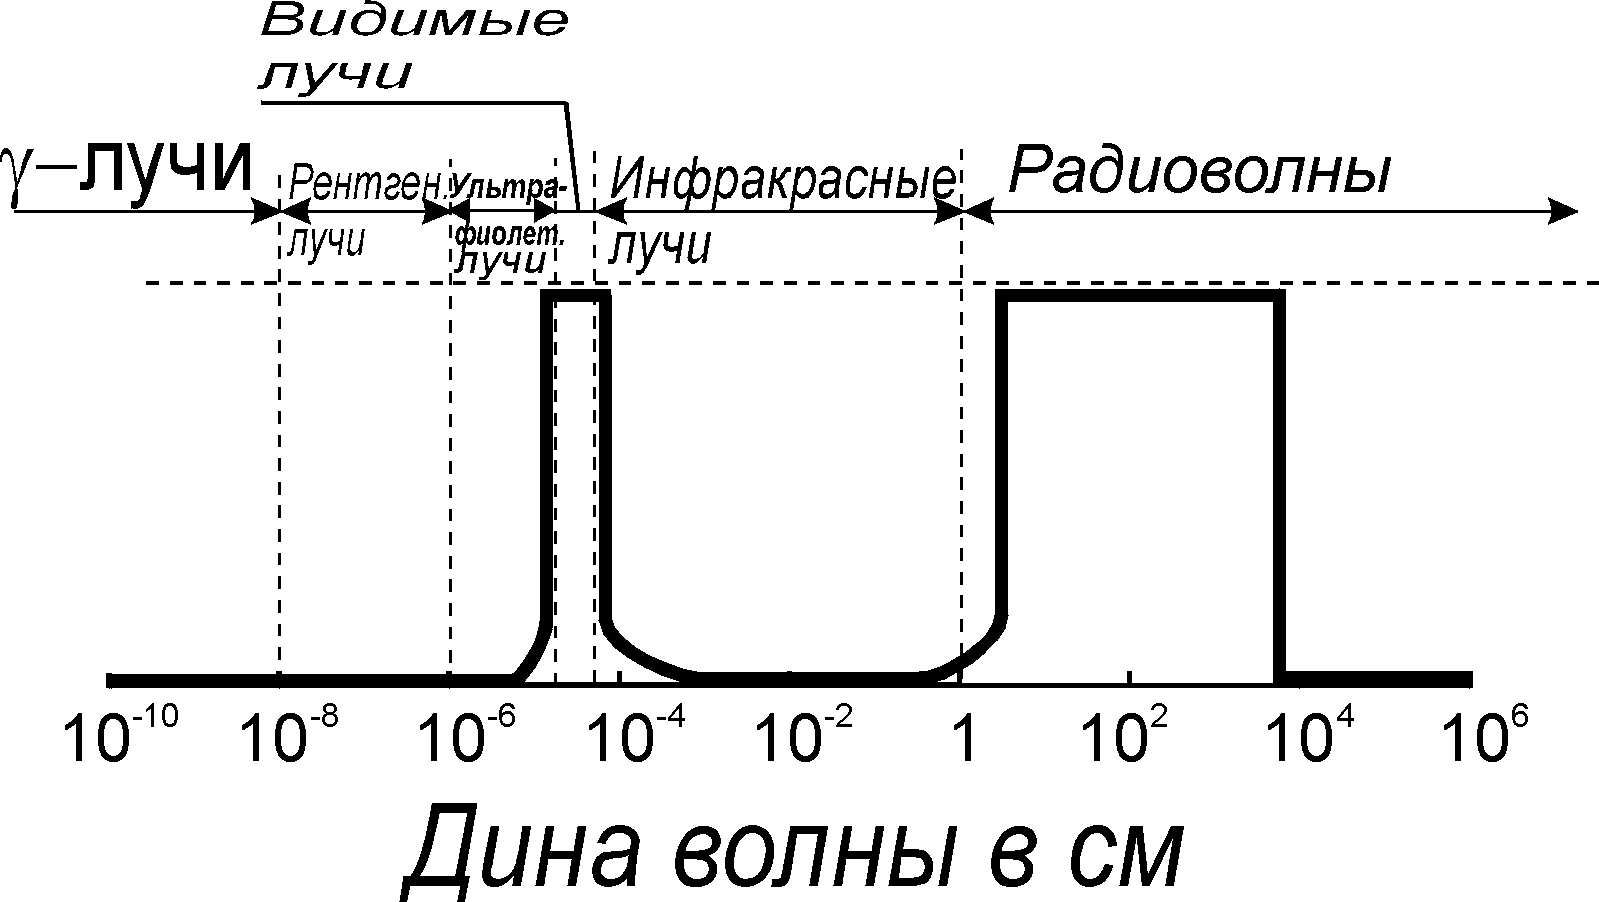 Видимые
лучи
γ–лучи
Рентген.
лучи
Ультра-
фиолет.
лучи
Инфракрасные
лучи
Радиоволны
10⁻¹⁰ 10⁻⁸ 10⁻⁶ 10⁻⁴ 10⁻² 1 10² 10⁴ 10⁶
Дина волны в см